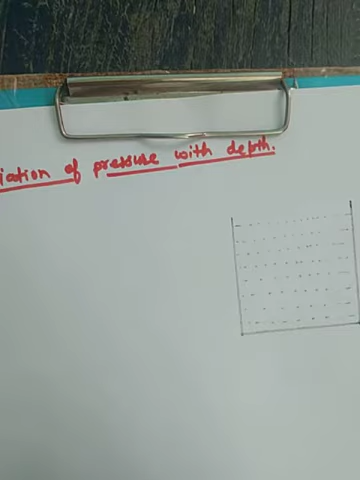 iation of pressure with depth.